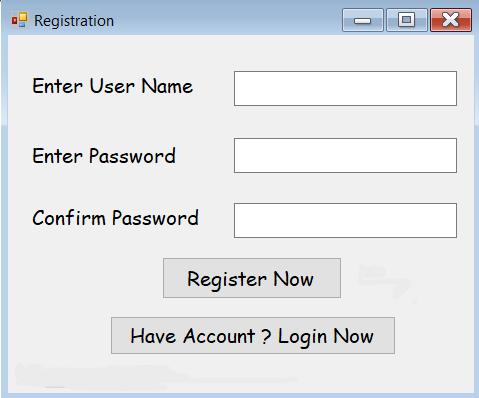 Registration
Enter User Name
Enter Password
Confirm Password
Register Now
Have Account ? Login Now